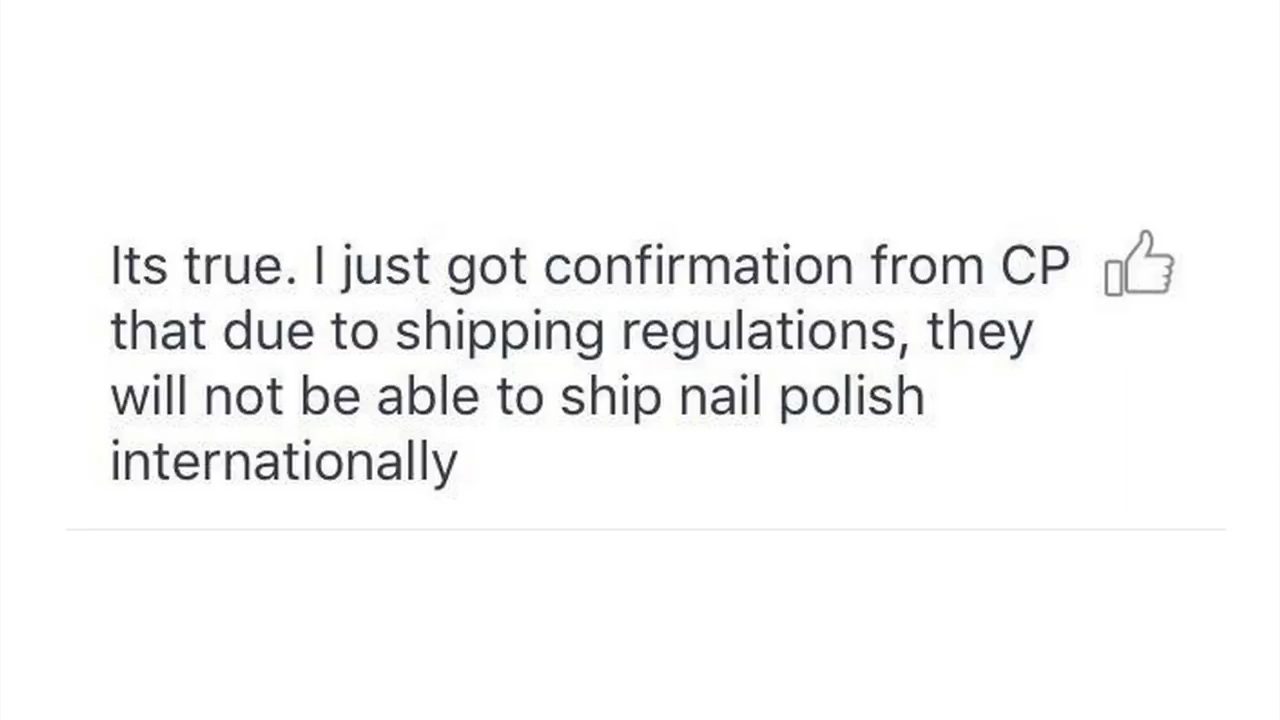 Its true. I just got confirmation from CP
that due to shipping regulations, they
will not be able to ship nail polish
internationally